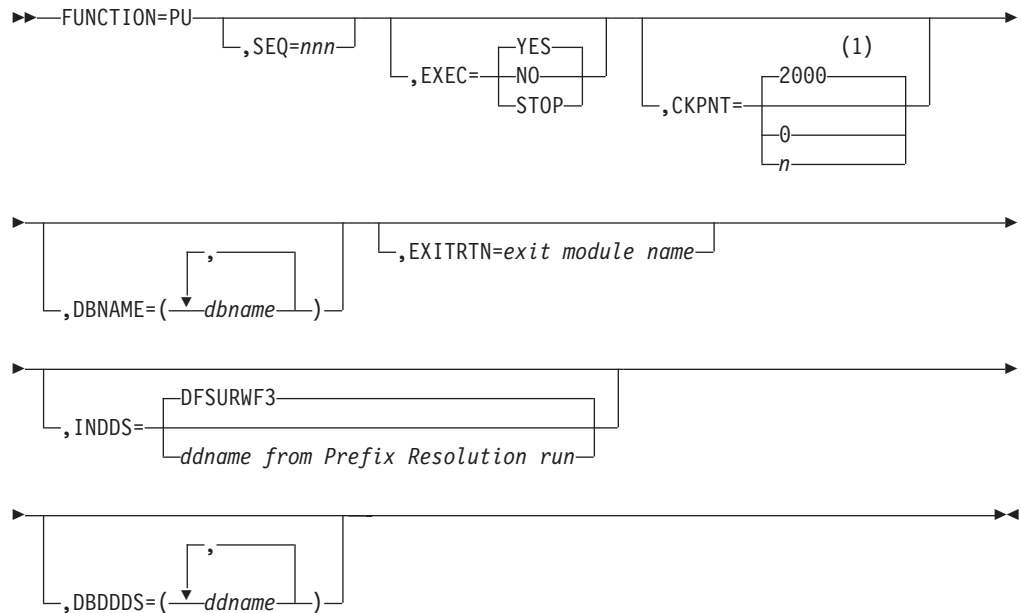 FUNCTION=PU
,SEQ=nnn
,EXEC=
YES
NO
STOP
(1)
,CKPNT=
2000
0
n
,DBNAME=(
,
dbname
)
,EXITRTN=exit module name
,INDDS=
DFSURWF3
ddname from Prefix Resolution run
,DBDDDS=(
,
ddname
)